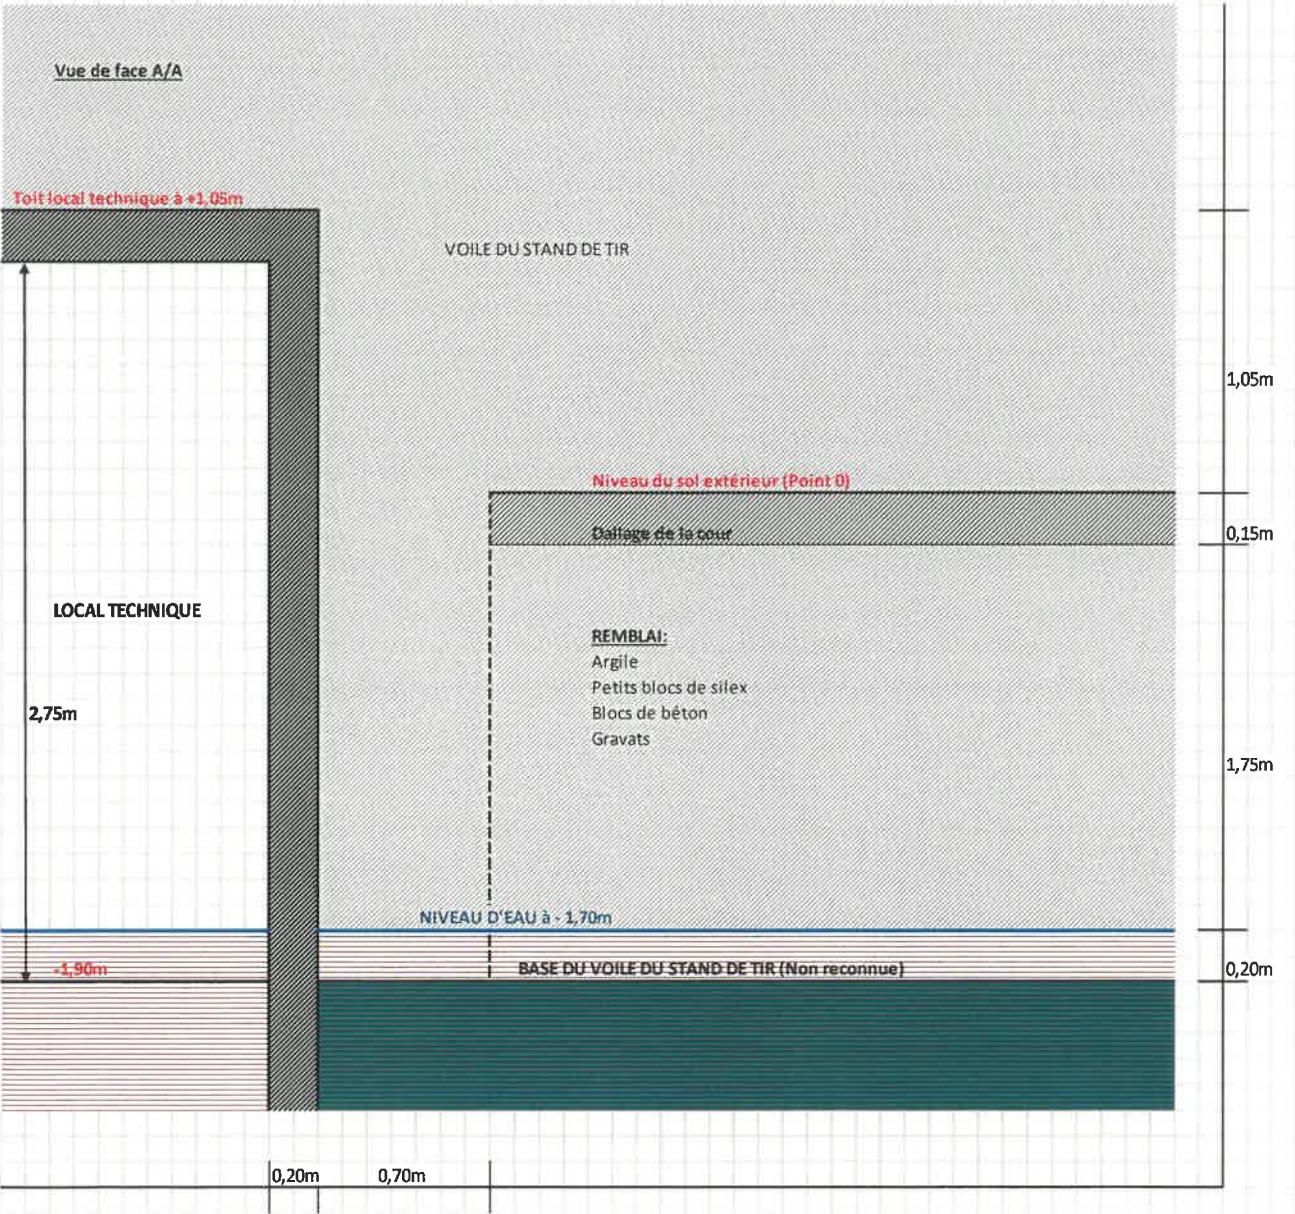 Vue de face A/A
Toit local technique à +1,05m
VOILE DU STAND DE TIR
1,05m
Niveau du sol extérieur (Point 0)
Dallage de la cour
0,15m
LOCAL TECHNIQUE
REMBLAI:
Argile
Petits blocs de silex
Blocs de béton
Gravats
2,75m
1,75m
NIVEAU D'EAU à - 1,70m
-1,90m
BASE DU VOILE DU STAND DE TIR (Non reconnue)
0,20m
0,20m
0,70m